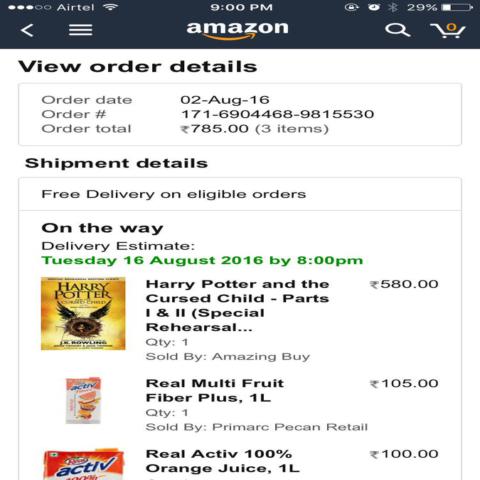 Airtel 9:00 PM 29%
amazon 0
View order details
Order date 02-Aug-16
Order # 171-6904468-9815530
Order total ₹785.00 (3 items)
Shipment details
Free Delivery on eligible orders
On the way
Delivery Estimate:
Tuesday 16 August 2016 by 8:00pm
HARRY
POTTER
J.K.ROWLING
Harry Potter and the
Cursed Child - Parts
I & II (Special
Rehearsal...
₹580.00
Qty: 1
Sold By: Amazing Buy
activ
Real Multi Fruit
Fiber Plus, 1L
₹105.00
Qty: 1
Sold By: Primarc Pecan Retail
activ
100%
Real Activ 100%
Orange Juice, 1L
₹100.00